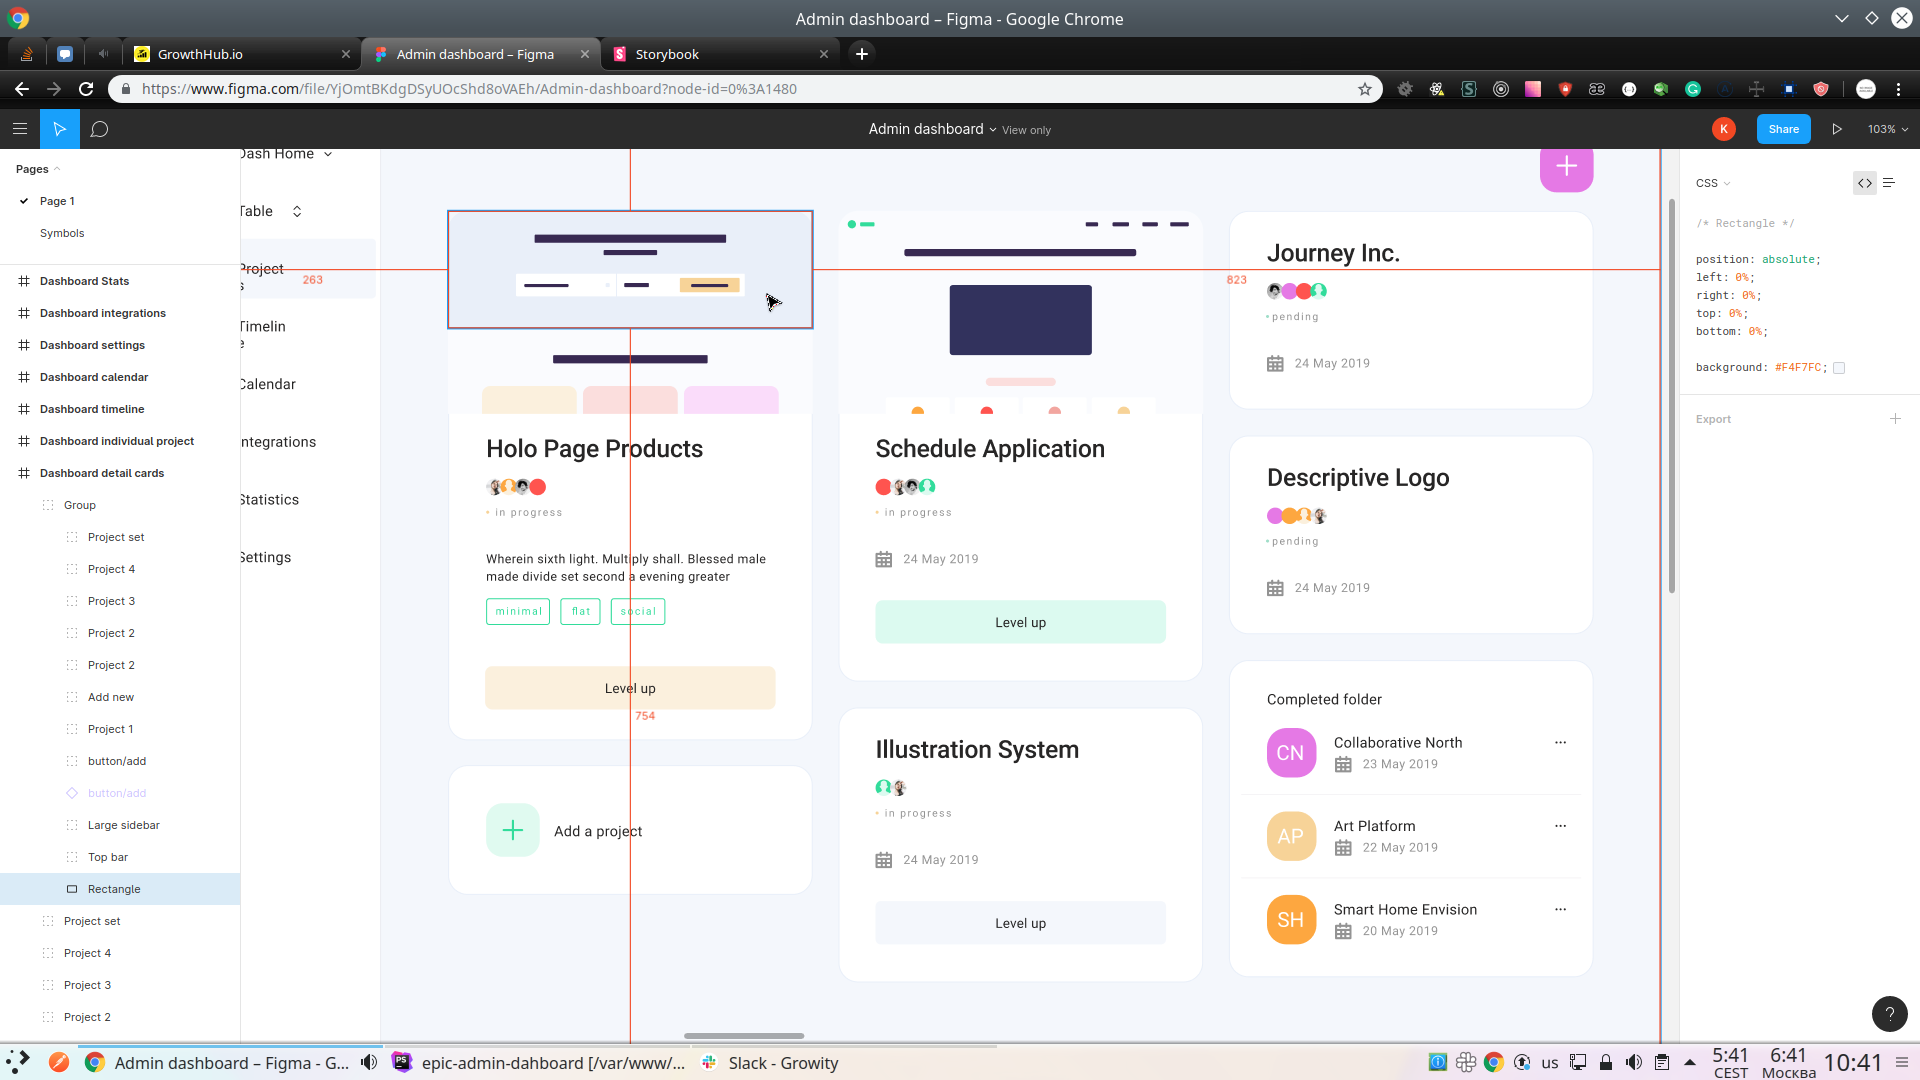 Admin dashboard – Figma - Google Chrome
GrowthHub.io
Admin dashboard – Figma
Storybook
https://www.figma.com/file/YjOmtBKdgDSyUOcShd8oVAEh/Admin-dashboard?node-id=0%3A1480
Admin dashboard
View only
K
Share
103%
Pages
Page 1
Symbols
Dashboard Stats
Dashboard integrations
Dashboard settings
Dashboard calendar
Dashboard timeline
Dashboard individual project
Dashboard detail cards
Group
Project set
Project 4
Project 3
Project 2
Project 2
Add new
Project 1
button/add
button/add
Large sidebar
Top bar
Rectangle
Project set
Project 4
Project 3
Project 2
Dash Home
Table
Project
s
Timelin
e
Calendar
ntegrations
Statistics
Settings
263
823
754
Holo Page Products
in progress
Wherein sixth light. Multiply shall. Blessed male
made divide set second a evening greater
minimal flat social
Level up
Add a project
Schedule Application
in progress
24 May 2019
Level up
Illustration System
in progress
24 May 2019
Level up
Journey Inc.
pending
24 May 2019
Descriptive Logo
pending
24 May 2019
Completed folder
CN
Collaborative North
23 May 2019
AP
Art Platform
22 May 2019
SH
Smart Home Envision
20 May 2019
CSS
/* Rectangle */
position: absolute;
left: 0%;
right: 0%;
top: 0%;
bottom: 0%;
background: #F4F7FC;
Export
?
Admin dashboard – Figma - G...
PS
epic-admin-dahboard [/var/www/...
Slack - Growity
us
5:41
CEST
6:41
Москва
10:41